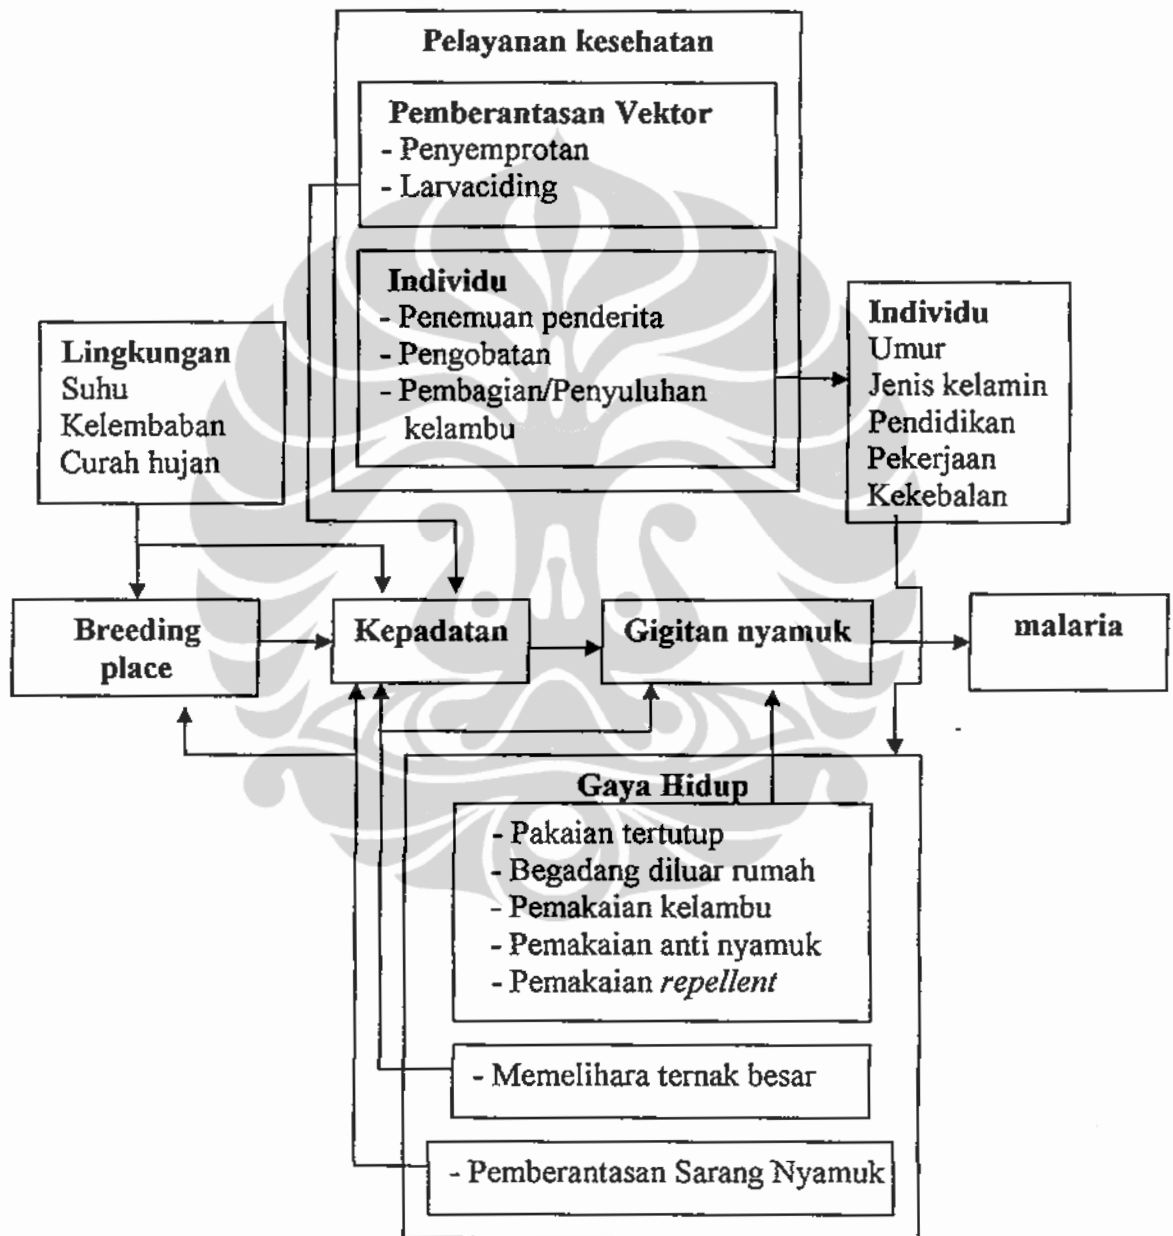 Pelayanan kesehatan
Pemberantasan Vektor
- Penyemprotan
- Larvaciding
Individu
- Penemuan penderita
- Pengobatan
- Pembagian/Penyuluhan
kelambu
Individu
Umur
Jenis kelamin
Pendidikan
Pekerjaan
Kekebalan
Lingkungan
Suhu
Kelembaban
Curah hujan
Breeding
place
Kepadatan
Gigitan nyamuk
malaria
Gaya Hidup
- Pakaian tertutup
- Begadang diluar rumah
- Pemakaian kelambu
- Pemakaian anti nyamuk
- Pemakaian repellent
- Memelihara ternak besar
- Pemberantasan Sarang Nyamuk